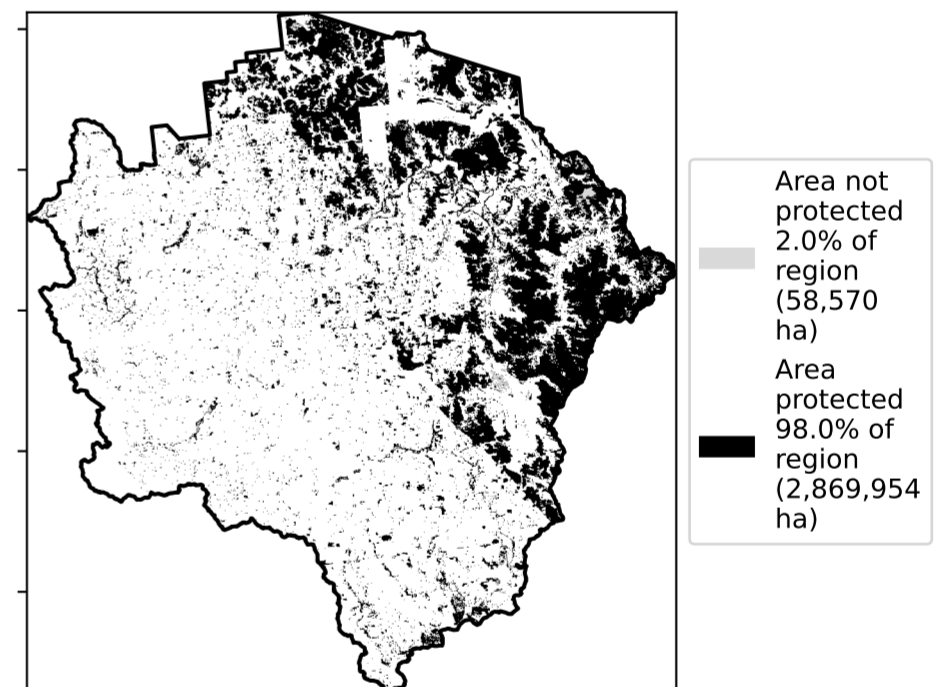 Area not
protected
2.0% of
region
(58,570
ha)
Area
protected
98.0% of
region
(2,869,954
ha)